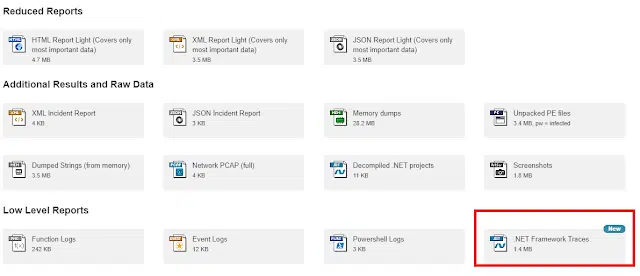 Reduced Reports
HTML Report Light (Covers only
most important data)
4.7 MB
XML Report Light (Covers only
most important data)
3.5 MB
JSON Report Light (Covers only
most important data)
3.5 MB
Additional Results and Raw Data
XML Incident Report
4 KB
JSON Incident Report
3 KB
Memory dumps
28.2 MB
Unpacked PE files
3.4 MB, pw = infected
Dumped Strings (from memory)
3.5 MB
Network PCAP (full)
4 KB
Decompiled .NET projects
11 KB
Screenshots
1.8 MB
Low Level Reports
Function Logs
242 KB
Event Logs
12 KB
Powershell Logs
3 KB
New
.NET Framework Traces
1.4 MB